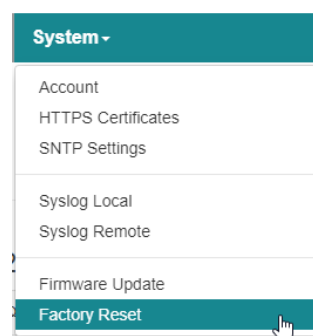 System
Account
HTTPS Certificates
SNTP Settings
Syslog Local
Syslog Remote
Firmware Update
Factory Reset